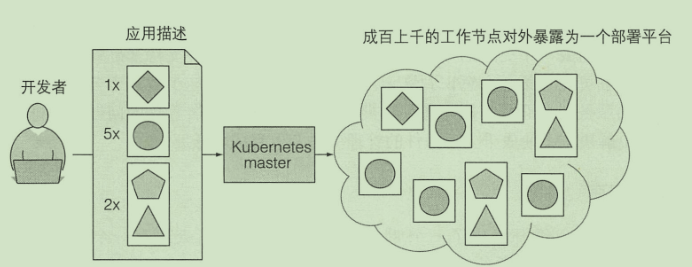 应用描述
成百上千的工作节点对外暴露为一个部署平台
开发者
1x
5x
2x
Kubernetes
master